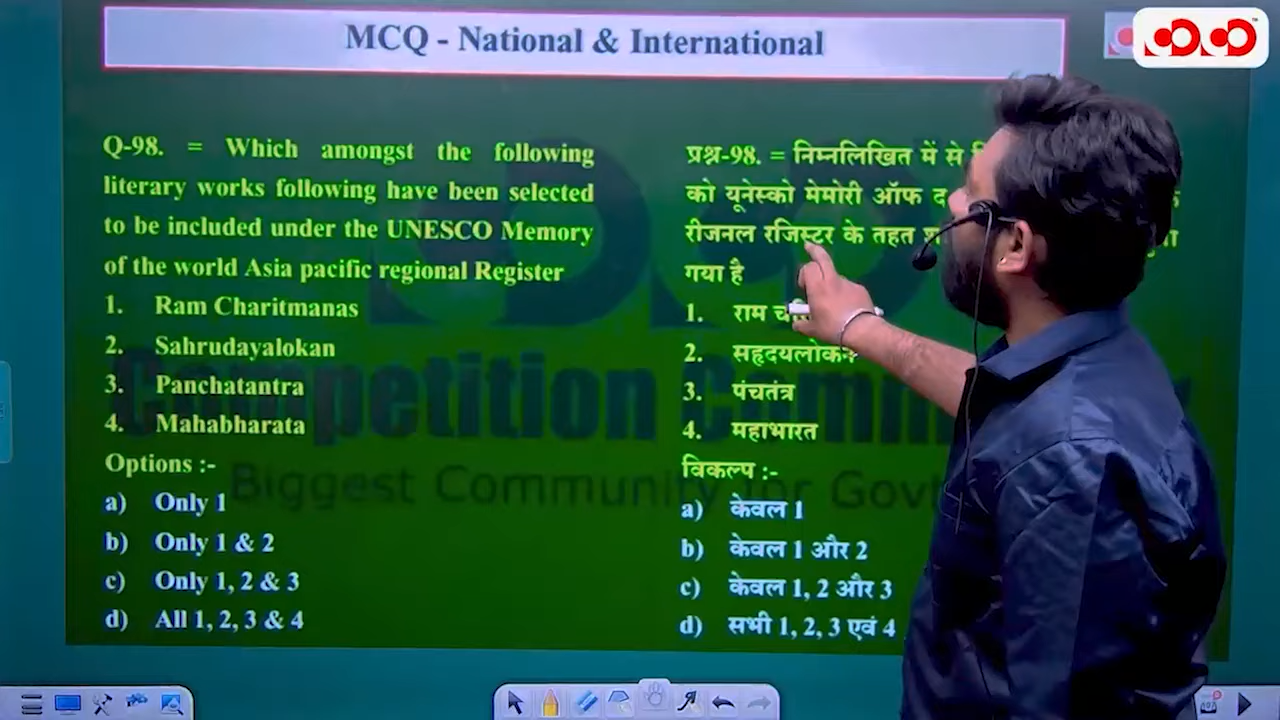 MCQ - National & International
Q-98. = Which amongst the following
literary works following have been selected
to be included under the UNESCO Memory
of the world Asia pacific regional Register
1. Ram Charitmanas
2. Sahrudayalokan
3. Panchatantra
4. Mahabharata
Options :-
a) Only 1
b) Only 1 & 2
c) Only 1, 2 & 3
d) All 1, 2, 3 & 4
प्रश्न-98. = निम्नलिखित में से
को यूनेस्को मेमोरी ऑफ
रीजनल रजिस्टर के तहत
गया है
1. राम
2. सहृदयलोकन
3. पंचतंत्र
4. महाभारत
विकल्प :-
a) केवल 1
b) केवल 1 और 2
c) केवल 1, 2 और 3
d) सभी 1, 2, 3 एवं 4
Competition
Biggest Community for Govt